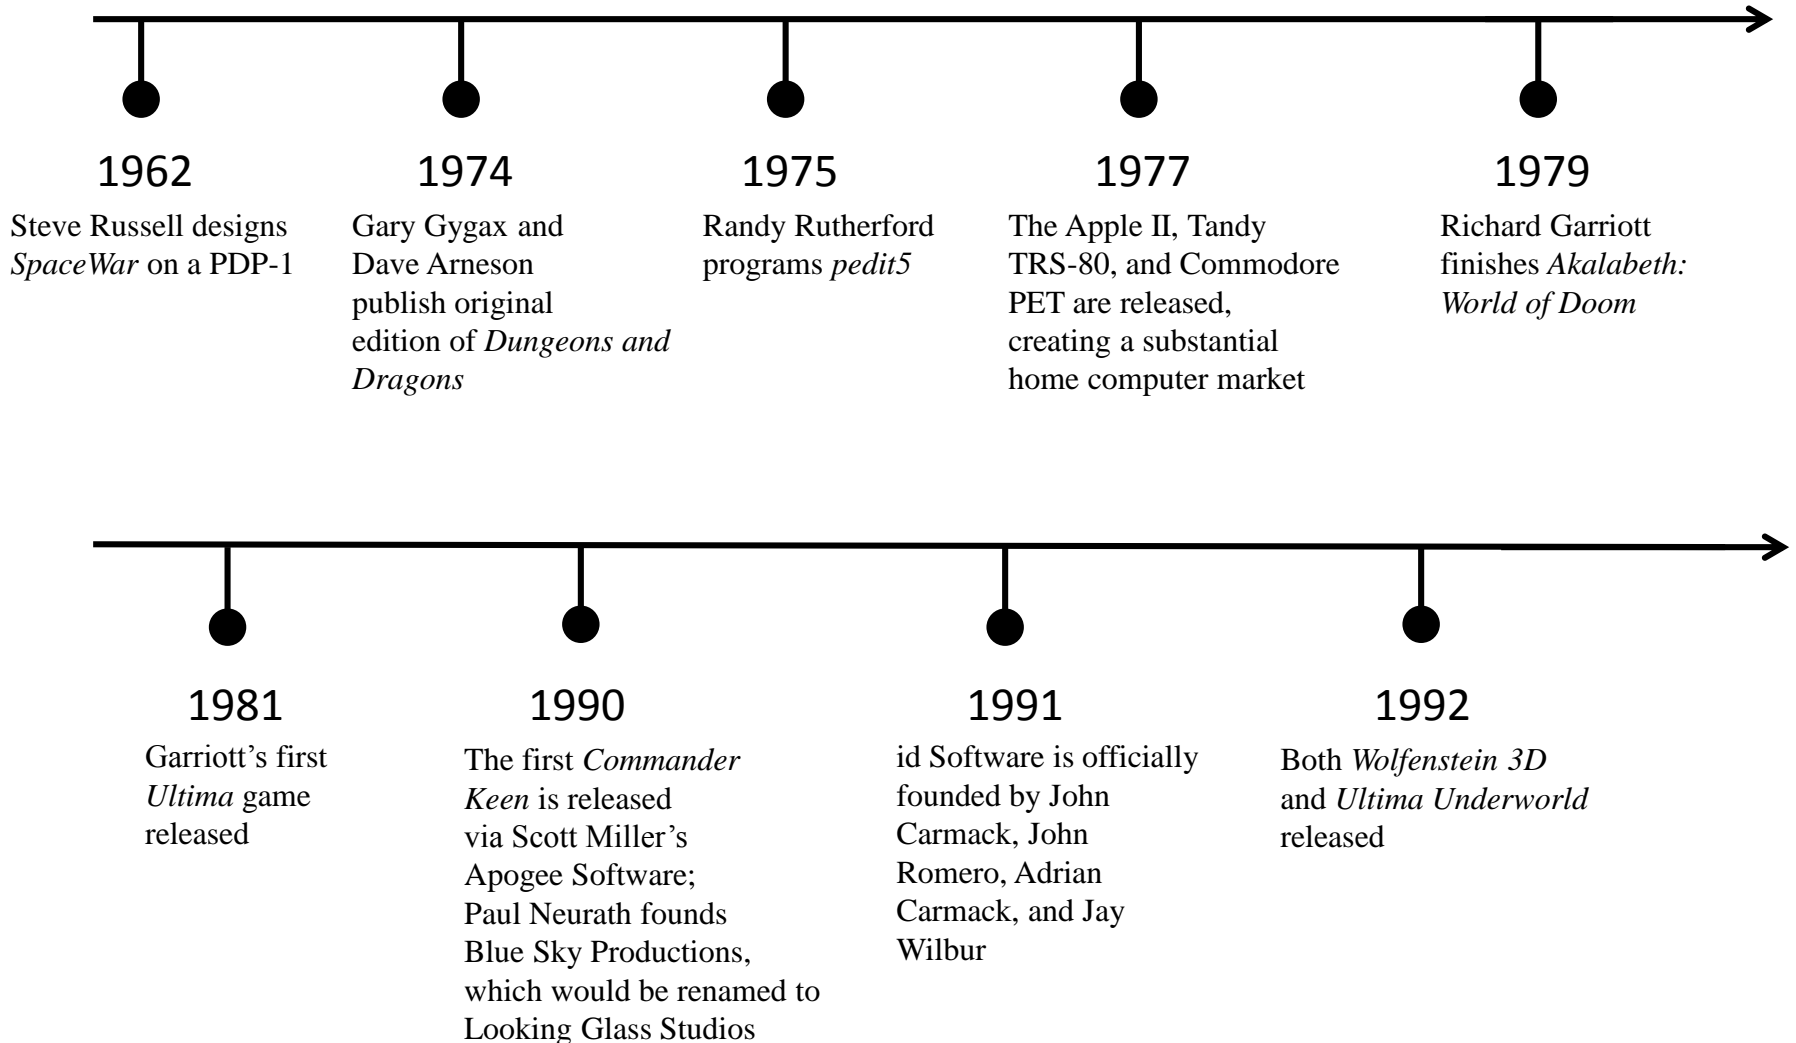 1962
Steve Russell designs
SpaceWar on a PDP-1
1974
Gary Gygax and
Dave Arneson
publish original
edition of Dungeons and
Dragons
1975
Randy Rutherford
programs pedit5
1977
The Apple II, Tandy
TRS-80, and Commodore
PET are released,
creating a substantial
home computer market
1979
Richard Garriott
finishes Akalabeth:
World of Doom
1981
Garriott’s first
Ultima game
released
1990
The first Commander
Keen is released
via Scott Miller’s
Apogee Software;
Paul Neurath founds
Blue Sky Productions,
which would be renamed to
Looking Glass Studios
1991
id Software is officially
founded by John
Carmack, John
Romero, Adrian
Carmack, and Jay
Wilbur
1992
Both Wolfenstein 3D
and Ultima Underworld
released